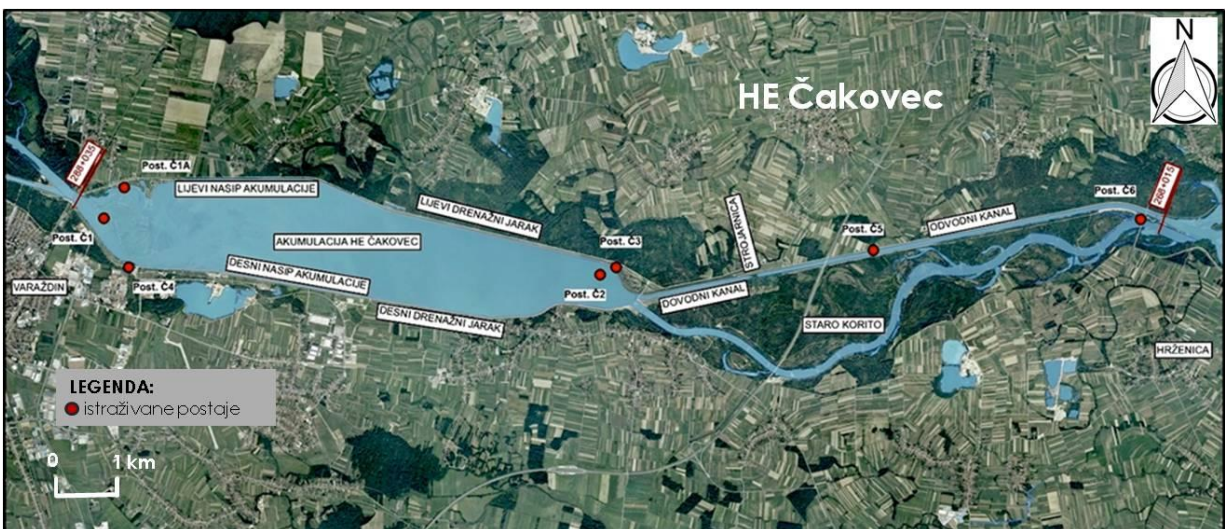 N
HE Čakovec
288+035
Post. Č1A
LIJEVI NASIP AKUMULACIJE
268+015
Post. Č6
LIJEVI DRENAŽNI JARAK
STROJARNICA
ODVODNI KANAL
Post. Č1
AKUMULACIJA HE ČAKOVEC
Post. Č3
Post. Č5
DESNI NASIP AKUMULACIJE
VARAŽDIN
Post. Č4
Post. Č2
DOVODNI KANAL
DESNI DRENAŽNI JARAK
STARO KORITO
HRŽENICA
LEGENDA:
istraživane postaje
0 1 km